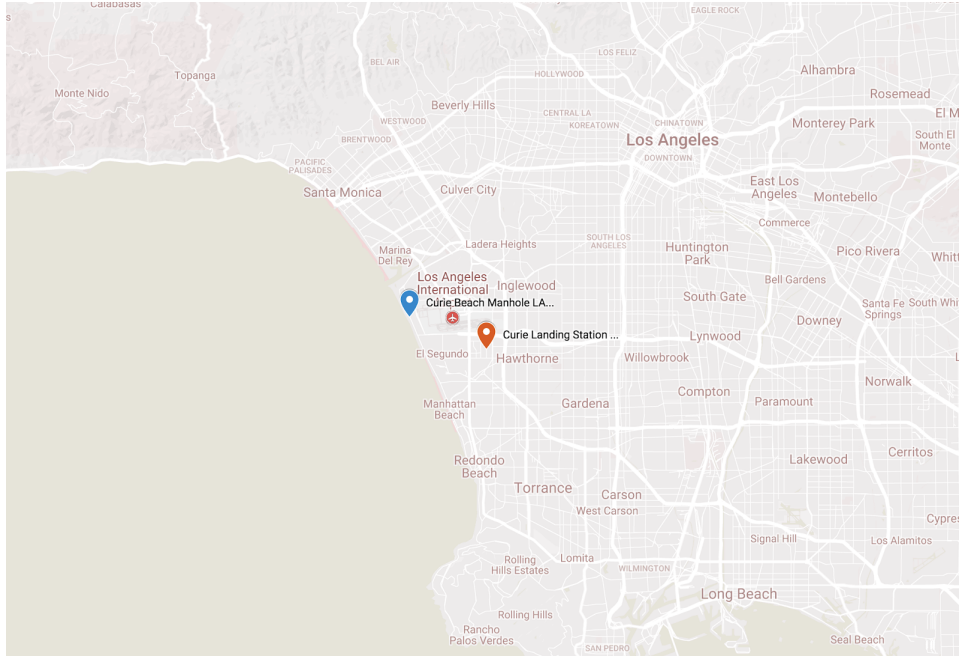 Calabasas
EAGLE ROCK
LOS FELIZ
BEL AIR
Alhambra
Topanga
HOLLYWOOD
Monte Nido
Rosemead
Beverly Hills
CENTRAL LA
El M
WESTWOOD
KOREATOWN
CHINATOWN
Monterey Park
BRENTWOOD
Los Angeles
South El
Monte
DOWNTOWN
PACIFIC
PALISADES
Santa Monica
Culver City
East Los
Angeles
Montebello
Commerce
Marina
Del Rey
Ladera Heights
SOUTH LOS
ANGELES
Huntington
Park
Pico Rivera
Whitt
Los Angeles
International
Inglewood
Bell Gardens
Curie Beach Manhole LA...
South Gate
Santa Fe
Springs
South Whi
Downey
Curie Landing Station ...
Lynwood
El Segundo
Hawthorne
Willowbrook
L
Norwalk
Compton
Manhattan
Beach
Gardena
Paramount
Cerritos
Redondo
Beach
Lakewood
Torrance
Carson
West Carson
Cypres
Signal Hill
Los Alamitos
Rolling
Hills Estates
Lomita
WILMINGTON
Long Beach
Rolling Hills
Rancho
Palos Verdes
SAN PEDRO
Seal Beach